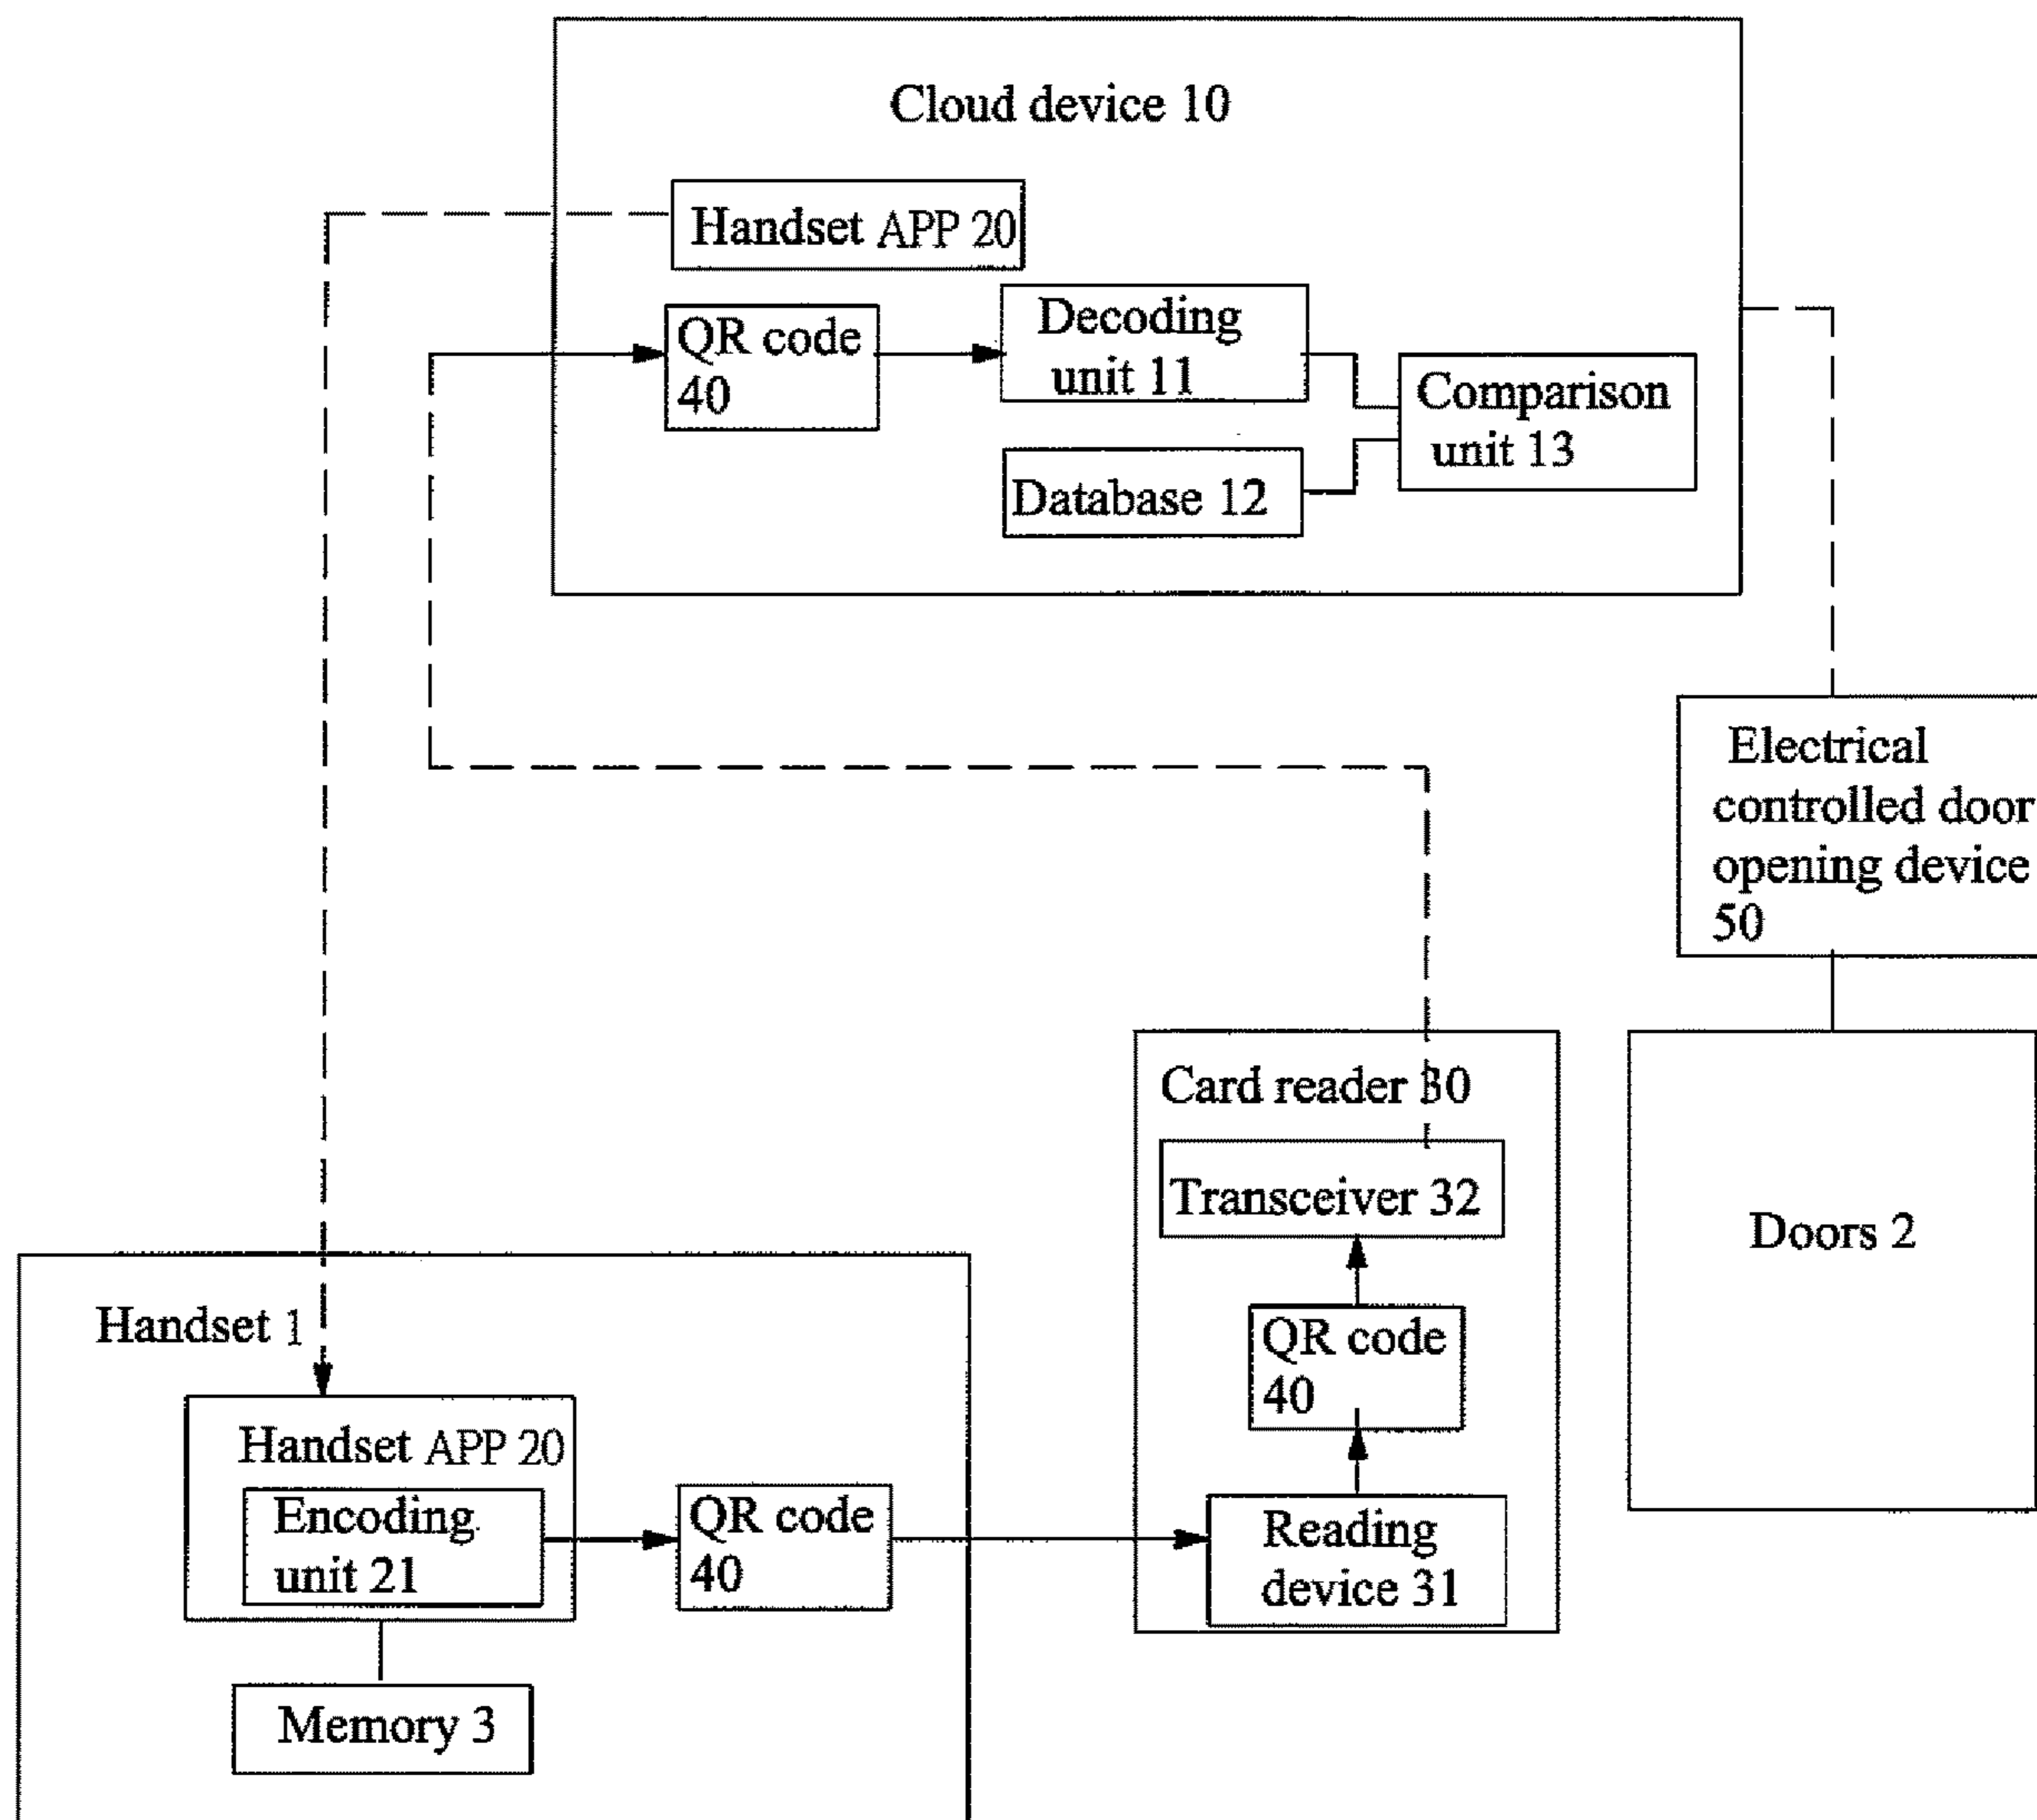 Cloud device 10
Handset APP 20
QR code
40
Decoding
unit 11
Comparison
unit 13
Database 12
Electrical
controlled door
opening device
50
Card reader 30
Transceiver 32
Doors 2
QR code
40
Reading
device 31
Handset 1
Handset APP 20
Encoding
unit 21
QR code
40
Memory 3